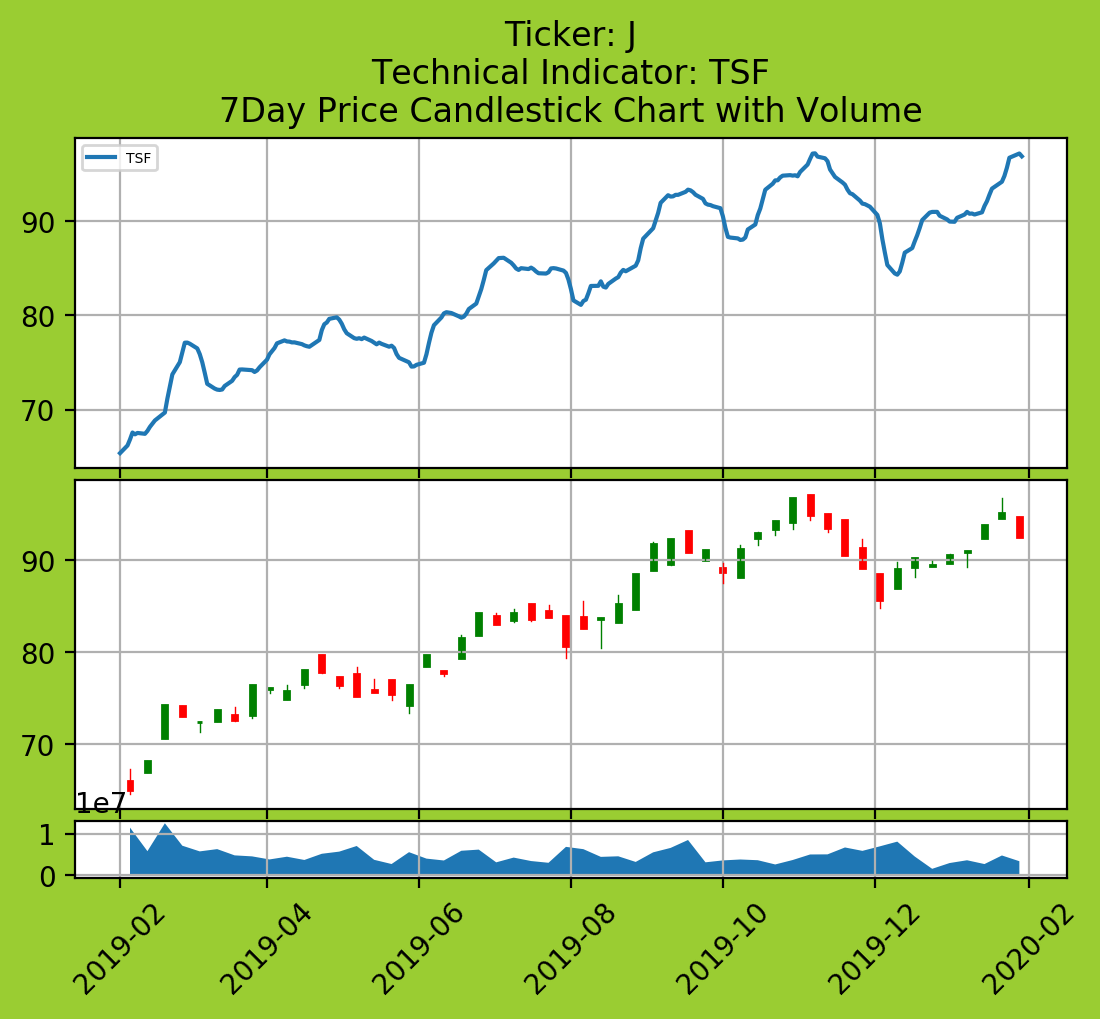 Ticker: J
Technical Indicator: TSF
7Day Price Candlestick Chart with Volume
TSF
90
80
70
90
80
70
1e7
1
0
2019-02 2019-04 2019-06 2019-08 2019-10 2019-12 2020-02